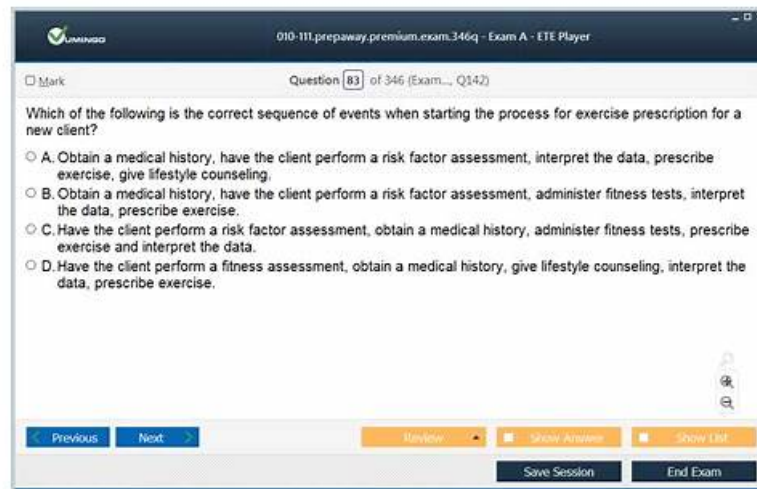 VUMINGO
010-111.prepaway.premium.exam.346q - Exam A - ETE Player
Mark
Question 83 of 346 (Exam..., Q142)
Which of the following is the correct sequence of events when starting the process for exercise prescription for a
new client?
A. Obtain a medical history, have the client perform a risk factor assessment, interpret the data, prescribe
exercise, give lifestyle counseling.
B. Obtain a medical history, have the client perform a risk factor assessment, administer fitness tests, interpret
the data, prescribe exercise.
C. Have the client perform a risk factor assessment, obtain a medical history, administer fitness tests, prescribe
exercise and interpret the data.
D. Have the client perform a fitness assessment, obtain a medical history, give lifestyle counseling, interpret the
data, prescribe exercise.
Previous Next Review Show Answer Show List
Save Session End Exam